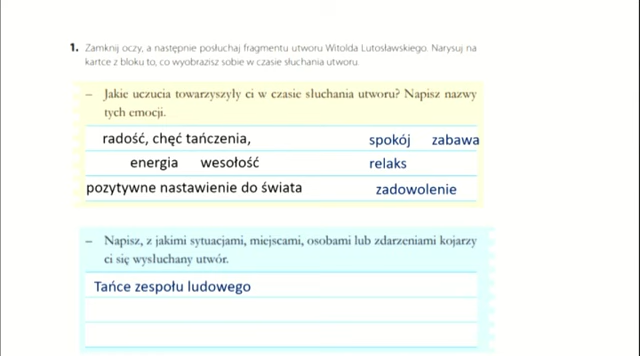 1. Zamknij oczy, a następnie posłuchaj fragmentu utworu Witolda Lutosławskiego. Narysuj na
kartce z bloku to, co wyobrazisz sobie w czasie słuchania utworu.
– Jakie uczucia towarzyszyły ci w czasie słuchania utworu? Napisz nazwy
tych emocji.
radość, chęć tańczenia, spokój zabawa
energia wesołość relaks
pozytywne nastawienie do świata zadowolenie
– Napisz, z jakimi sytuacjami, miejscami, osobami lub zdarzeniami kojarzy
ci się wysłuchany utwór.
Tańce zespołu ludowego